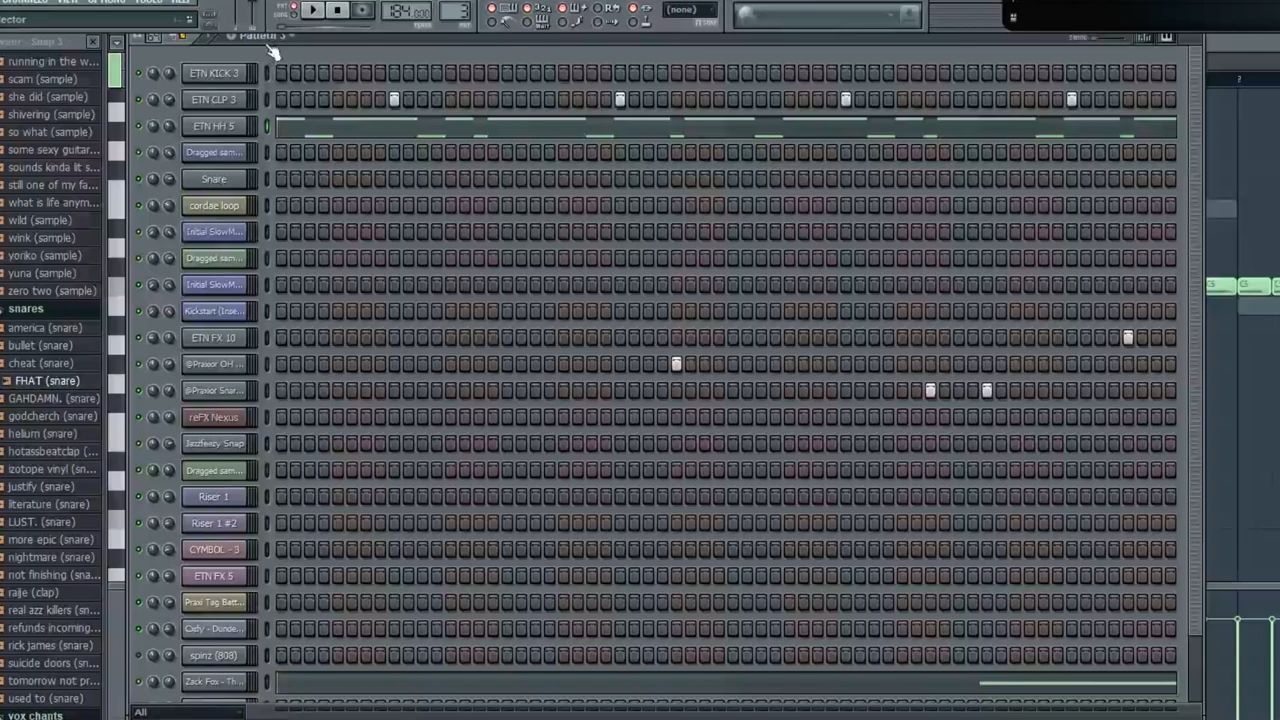 184
3
(none)
Pattern 3
Snap 3
running in the w...
scam (sample)
she did (sample)
shivering (sample)
so what (sample)
some sexy guitar...
sounds kinda lit s...
still one of my fa...
what is life anym...
wild (sample)
wink (sample)
yoriko (sample)
yuna (sample)
zero two (sample)
snares
america (snare)
bullet (snare)
cheat (snare)
FHAT (snare)
GAHDAMN. (snare)
godcherch (snare)
helium (snare)
hotassbeatclap (...
izotope vinyl (sn...
justify (snare)
literature (snare)
LUST. (snare)
more epic (snare)
nightmare (snare)
not finishing (sna...
raije (clap)
real azz killers (sn...
refunds incoming...
rick james (snare)
suicide doors (sn...
tomorrow not pr...
used to (snare)
vox chants
ETN KICK 3
ETN CLP 3
ETN HH 5
Dragged sam...
Snare
cordae loop
Initial SlowM...
Dragged sam...
Initial SlowM...
Kickstart (Inse...
ETN FX 10
@Praxor OH ...
@Praxior Snar...
reFX Nexus
Jazzfeezy Snap
Dragged sam...
Riser 1
Riser 1 #2
CYMBOL - 3
ETN FX 5
Praxi Tag Batt...
spinz (808)
Zack Fox - Th...
All
2
C5
C5